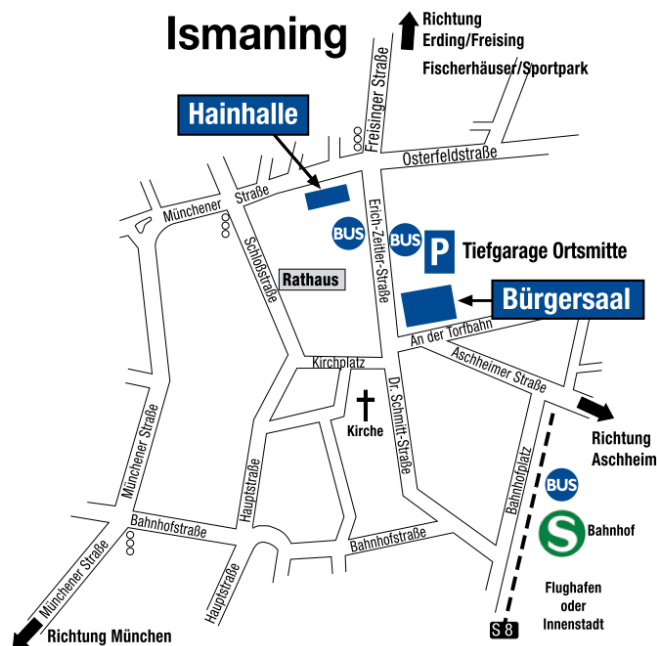 Ismaning
Richtung
Erding/Freising
Fischerhäuser/Sportpark
Hainhalle
Freisinger Straße
Osterfeldstraße
Münchener Straße
BUS
BUS
P
Tiefgarage Ortsmitte
Erich-Zeitler-Straße
Schloßstraße
Rathaus
Bürgersaal
An der Torfbahn
Aschheimer Straße
Kirchplatz
Kirche
Dr. Schmitt-Straße
Richtung
Aschheim
Münchener Straße
Hauptstraße
Bahnhofplatz
BUS
S
Bahnhof
Bahnhofstraße
Bahnhofstraße
Münchener Straße
Hauptstraße
Flughafen
oder
Innenstadt
S 8
Richtung München